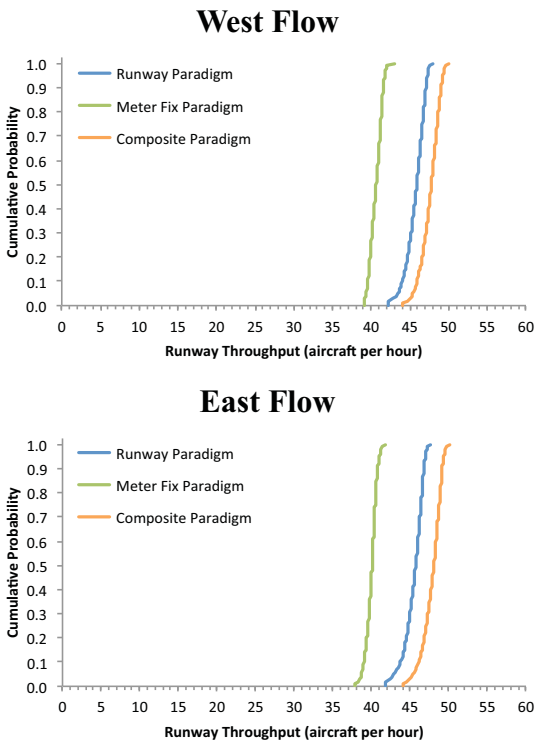 West Flow
1.0
0.9
0.8
0.7
0.6
0.5
0.4
0.3
0.2
0.1
0.0
Cumulative Probability
Runway Paradigm
Meter Fix Paradigm
Composite Paradigm
0 5 10 15 20 25 30 35 40 45 50 55 60
Runway Throughput (aircraft per hour)
East Flow
1.0
0.9
0.8
0.7
0.6
0.5
0.4
0.3
0.2
0.1
0.0
Cumulative Probability
Runway Paradigm
Meter Fix Paradigm
Composite Paradigm
0 5 10 15 20 25 30 35 40 45 50 55 60
Runway Throughput (aircraft per hour)